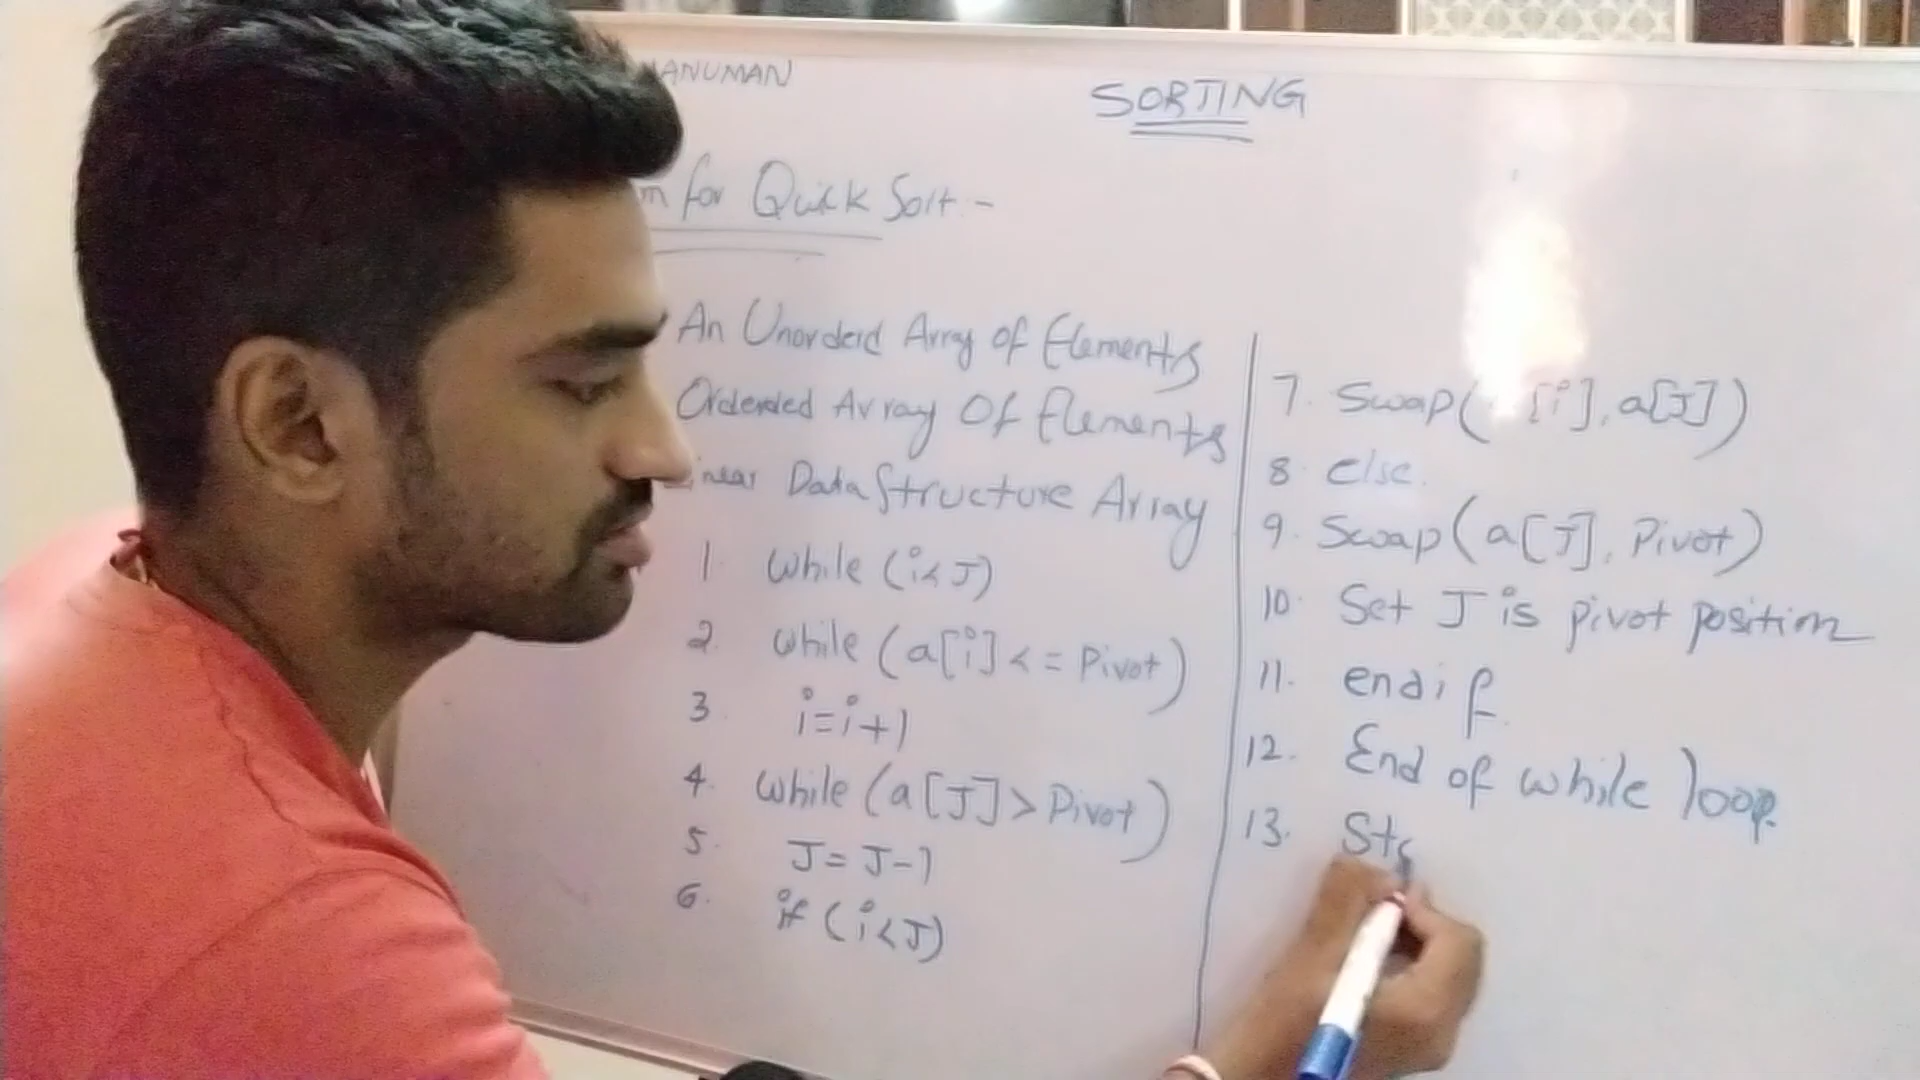 HANUMAN
SORTING
m for Quick Sort:-
An Unorderd Array Of Elements
Orderded Array Of Elements
inear Data Structure Array
1. while (i<J)
2. while (a[i] <= Pivot)
3. i=i+1
4. while (a[J] > Pivot)
5. J= J-1
6. if (i<J)
7. Swap( [i], a[J])
8. else.
9. Swap(a[J], Pivot)
10. Set J is pivot position
11. endif.
12. End of while loop.
13. Sto